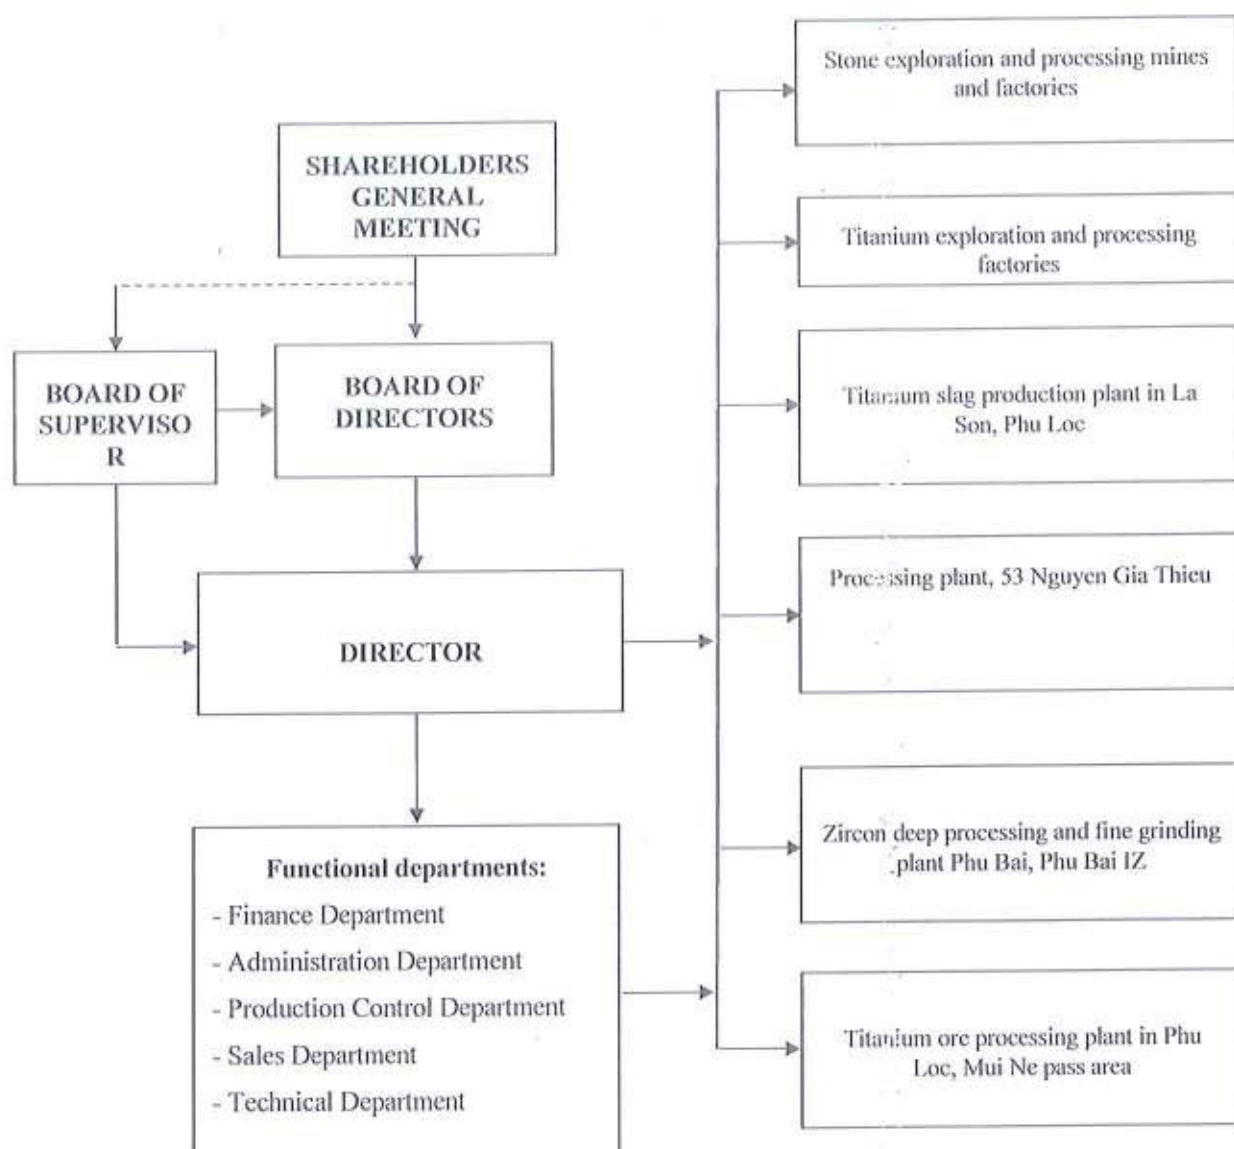 SHAREHOLDERS
GENERAL
MEETING
BOARD OF
SUPERVISO
R
BOARD OF
DIRECTORS
DIRECTOR
Functional departments:
- Finance Department
- Administration Department
- Production Control Department
- Sales Department
- Technical Department
Stone exploration and processing mines
and factories
Titanium exploration and processing
factories
Titanium slag production plant in La
Son, Phu Loc
Processing plant, 53 Nguyen Gia Thieu
Zircon deep processing and fine grinding
plant Phu Bai, Phu Bai IZ
Titanium ore processing plant in Phu
Loc, Mui Ne pass area